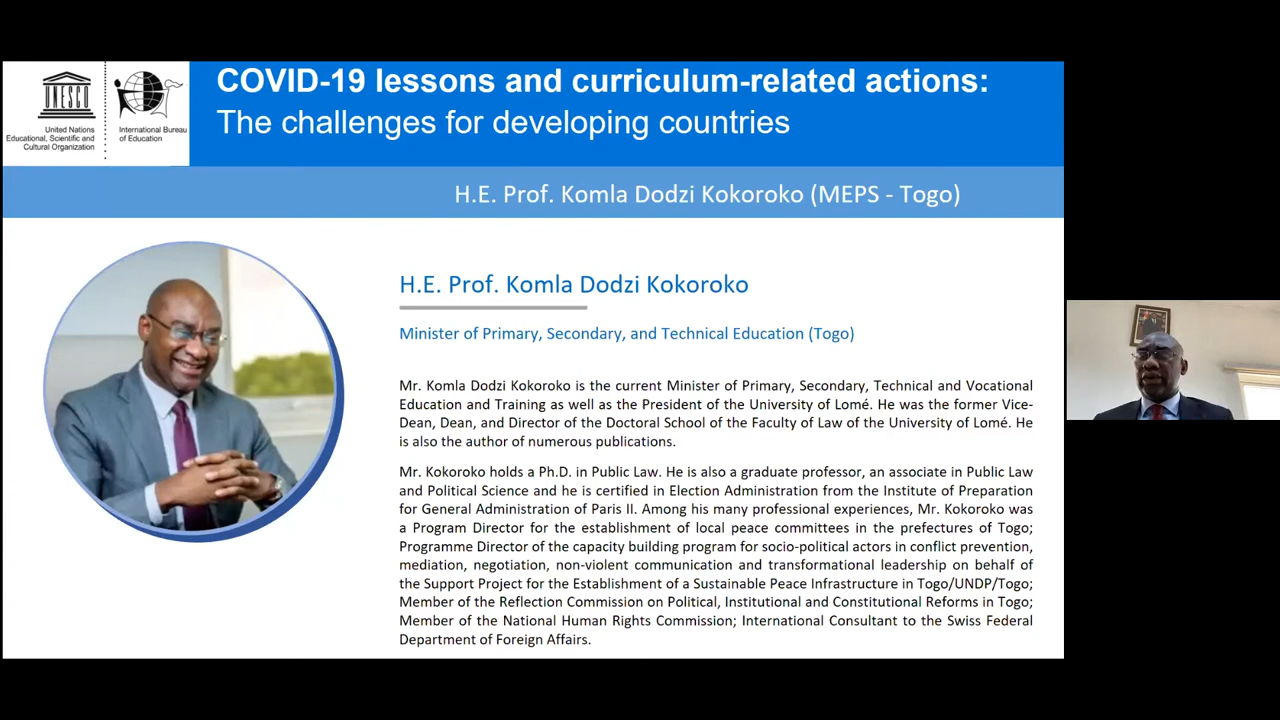 COVID-19 lessons and curriculum-related actions:
The challenges for developing countries
UNESCO
United Nations
Educational, Scientific and
Cultural Organization
International Bureau
of Education
H.E. Prof. Komla Dodzi Kokoroko (MEPS - Togo)
H.E. Prof. Komla Dodzi Kokoroko
Minister of Primary, Secondary, and Technical Education (Togo)
Mr. Komla Dodzi Kokoroko is the current Minister of Primary, Secondary, Technical and Vocational
Education and Training as well as the President of the University of Lomé. He was the former Vice-
Dean, Dean, and Director of the Doctoral School of the Faculty of Law of the University of Lomé. He
is also the author of numerous publications.
Mr. Kokoroko holds a Ph.D. in Public Law. He is also a graduate professor, an associate in Public Law
and Political Science and he is certified in Election Administration from the Institute of Preparation
for General Administration of Paris II. Among his many professional experiences, Mr. Kokoroko was
a Program Director for the establishment of local peace committees in the prefectures of Togo;
Programme Director of the capacity building program for socio-political actors in conflict prevention,
mediation, negotiation, non-violent communication and transformational leadership on behalf of
the Support Project for the Establishment of a Sustainable Peace Infrastructure in Togo/UNDP/Togo;
Member of the Reflection Commission on Political, Institutional and Constitutional Reforms in Togo;
Member of the National Human Rights Commission; International Consultant to the Swiss Federal
Department of Foreign Affairs.